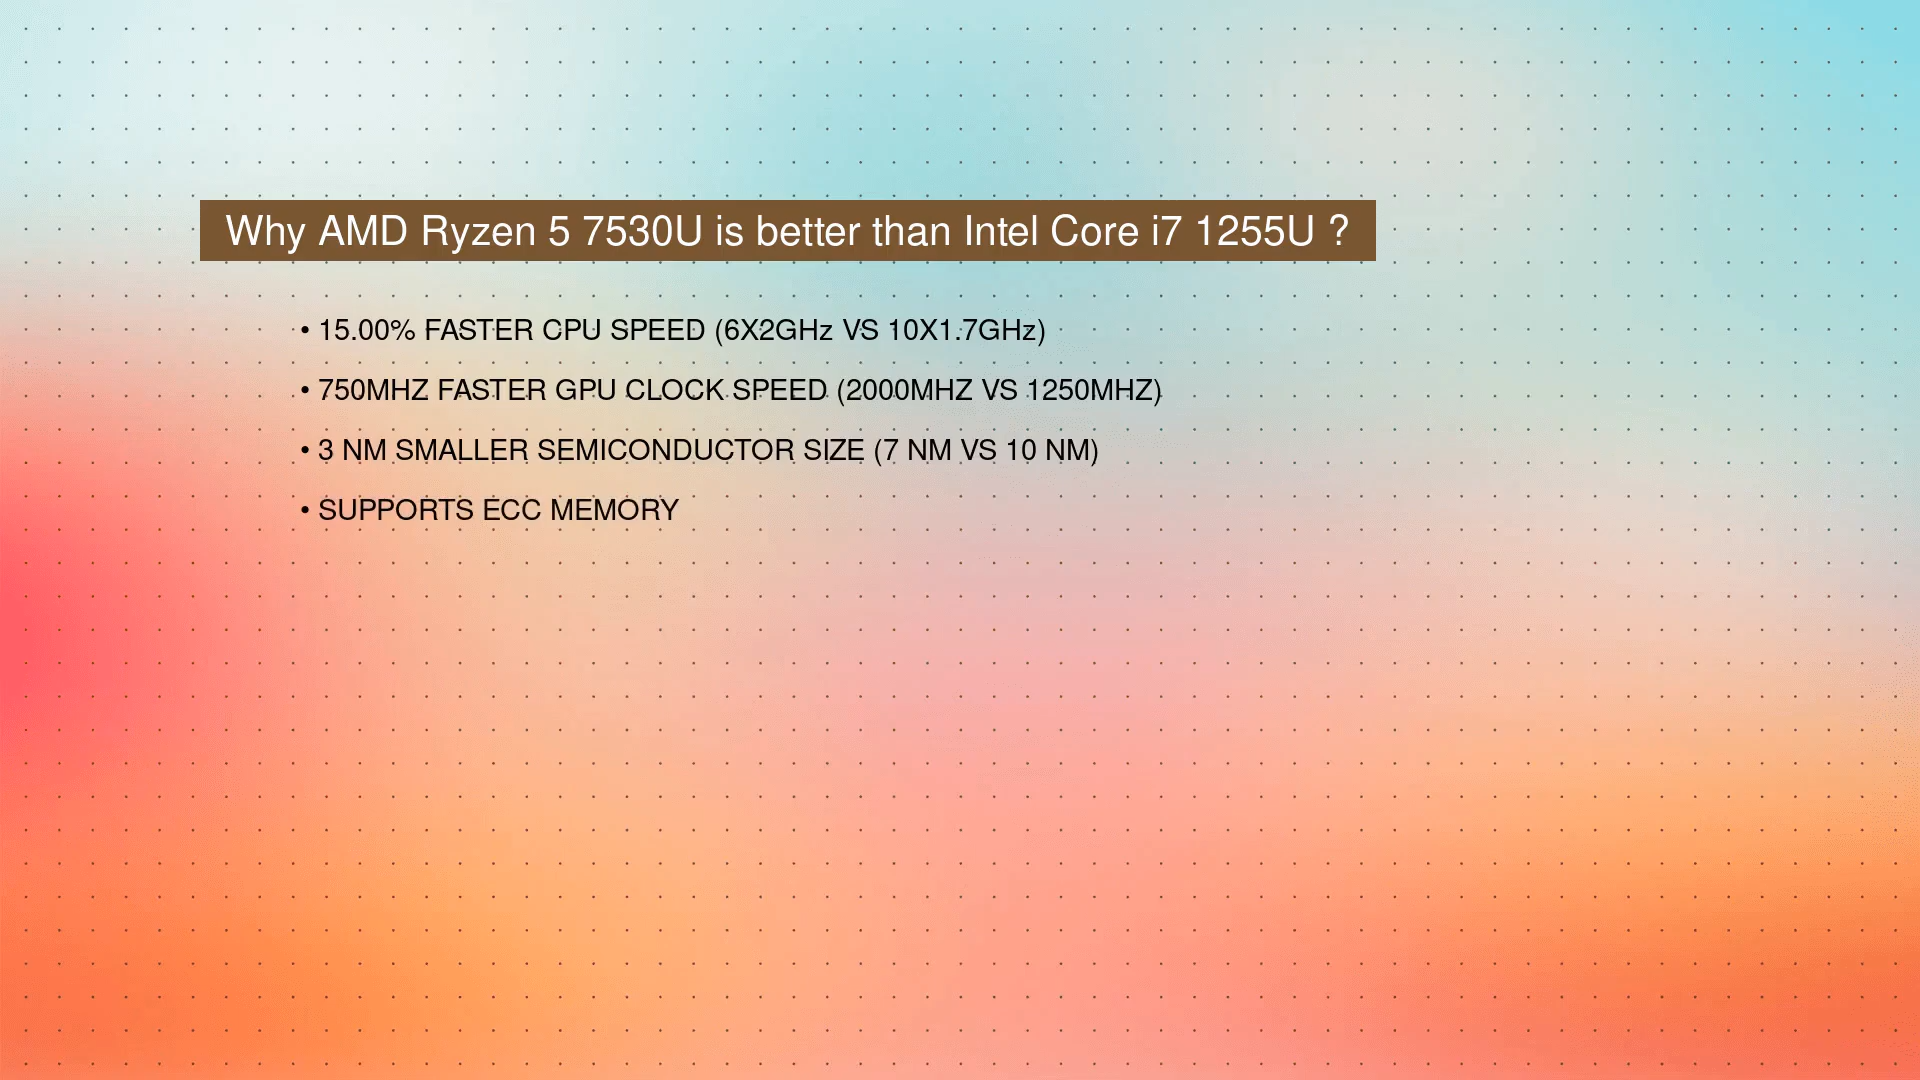 Why AMD Ryzen 5 7530U is better than Intel Core i7 1255U ?
• 15.00% FASTER CPU SPEED (6X2GHz VS 10X1.7GHz)
• 750MHZ FASTER GPU CLOCK SPEED (2000MHZ VS 1250MHZ)
• 3 NM SMALLER SEMICONDUCTOR SIZE (7 NM VS 10 NM)
• SUPPORTS ECC MEMORY